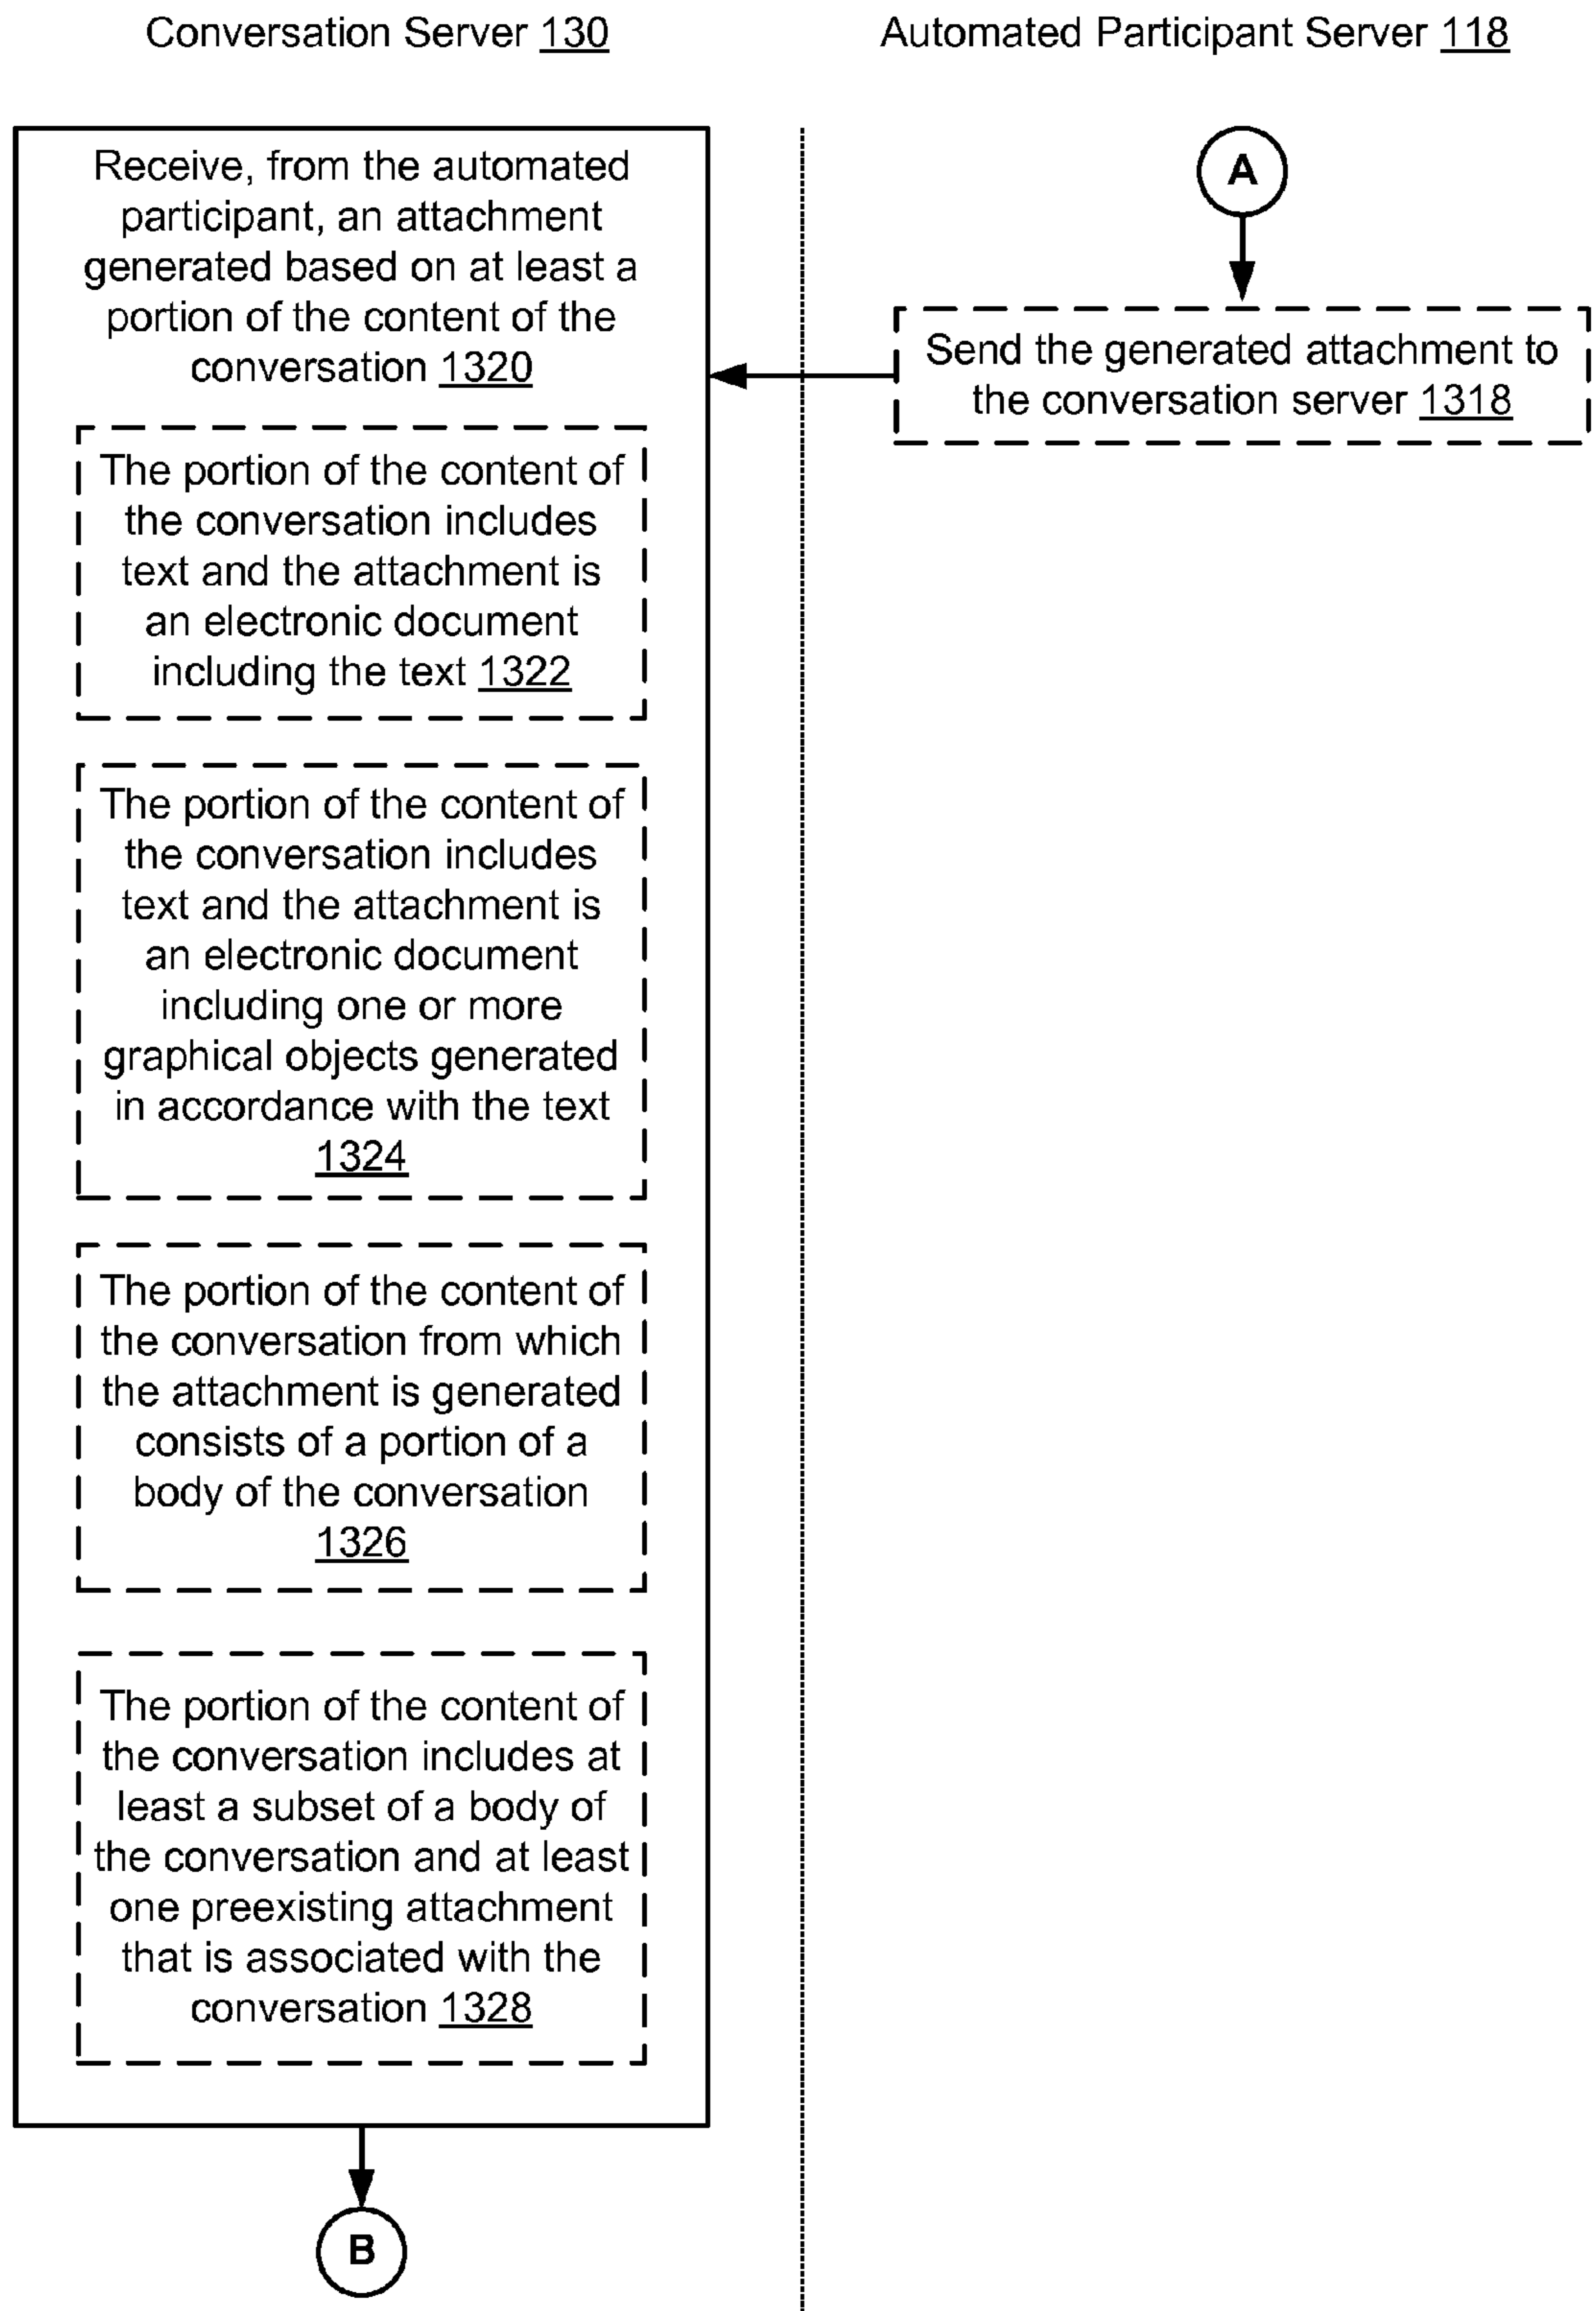 Conversation Server 130
Automated Participant Server 118
Receive, from the automated
participant, an attachment
generated based on at least a
portion of the content of the
conversation 1320
A
Send the generated attachment to
the conversation server 1318
The portion of the content of
the conversation includes
text and the attachment is
an electronic document
including the text 1322
The portion of the content of
the conversation includes
text and the attachment is
an electronic document
including one or more
graphical objects generated
in accordance with the text
1324
The portion of the content of
the conversation from which
the attachment is generated
consists of a portion of a
body of the conversation
1326
The portion of the content of
the conversation includes at
least a subset of a body of
the conversation and at least
one preexisting attachment
that is associated with the
conversation 1328
B